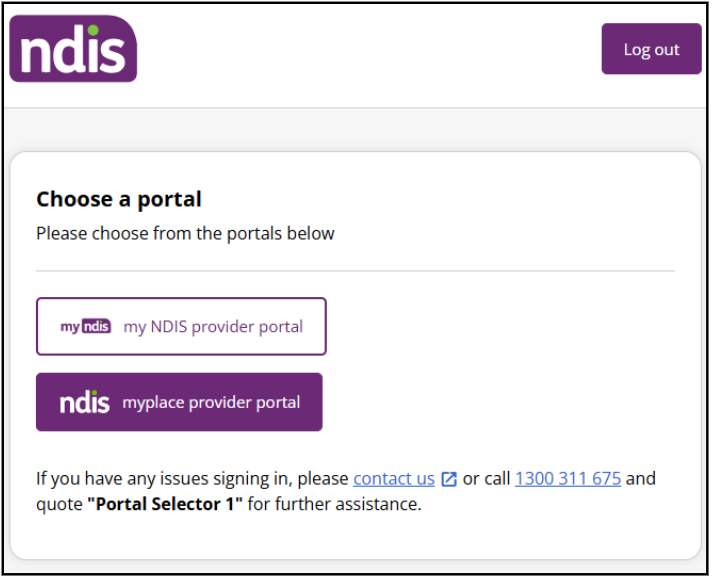 ndis
Log out
Choose a portal
Please choose from the portals below
my ndis my NDIS provider portal
ndis myplace provider portal
If you have any issues signing in, please contact us or call 1300 311 675 and
quote "Portal Selector 1" for further assistance.